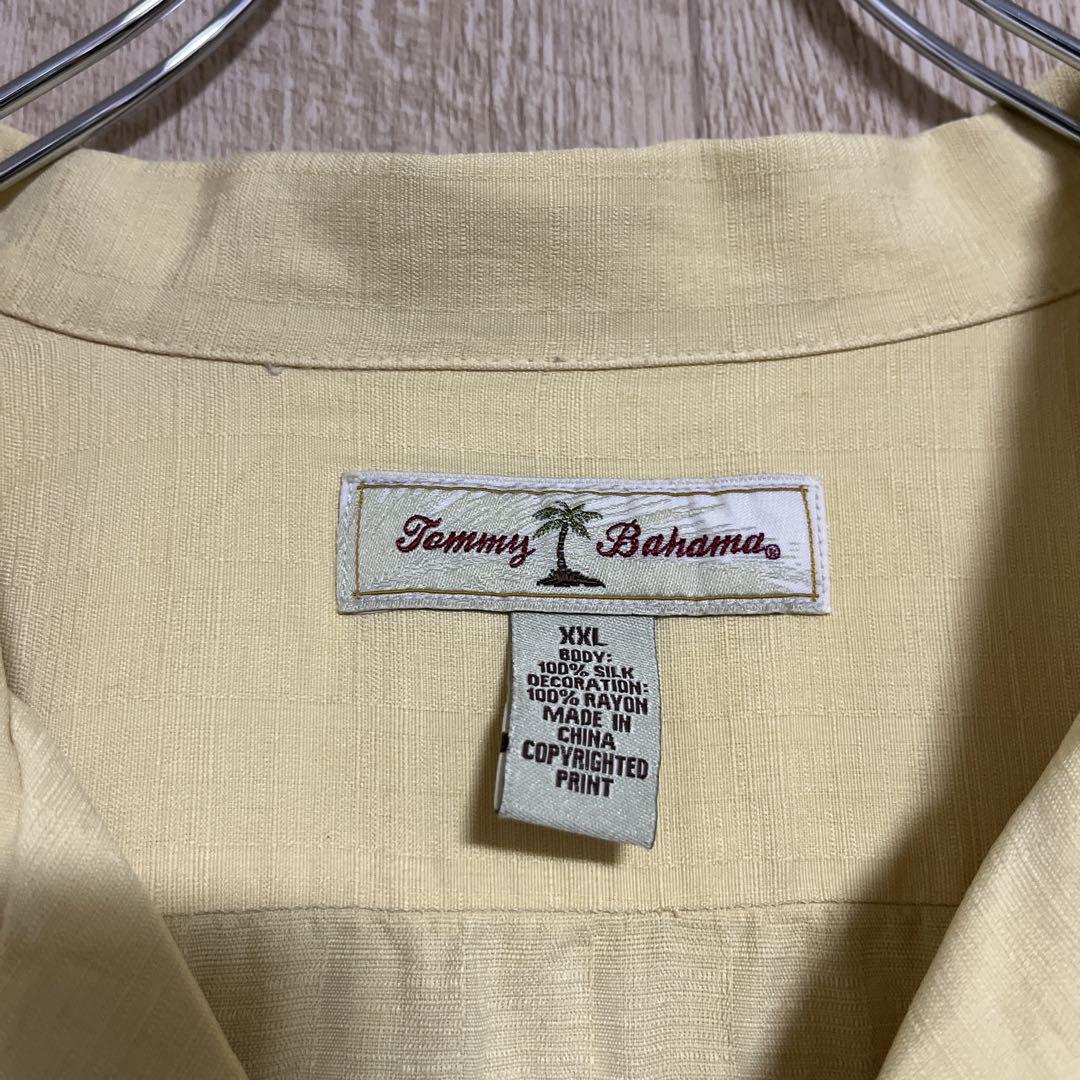 Tommy Bahama®
XXL
BODY:
100% SILK
DECORATION:
100% RAYON
MADE IN
CHINA
COPYRIGHTED
PRINT